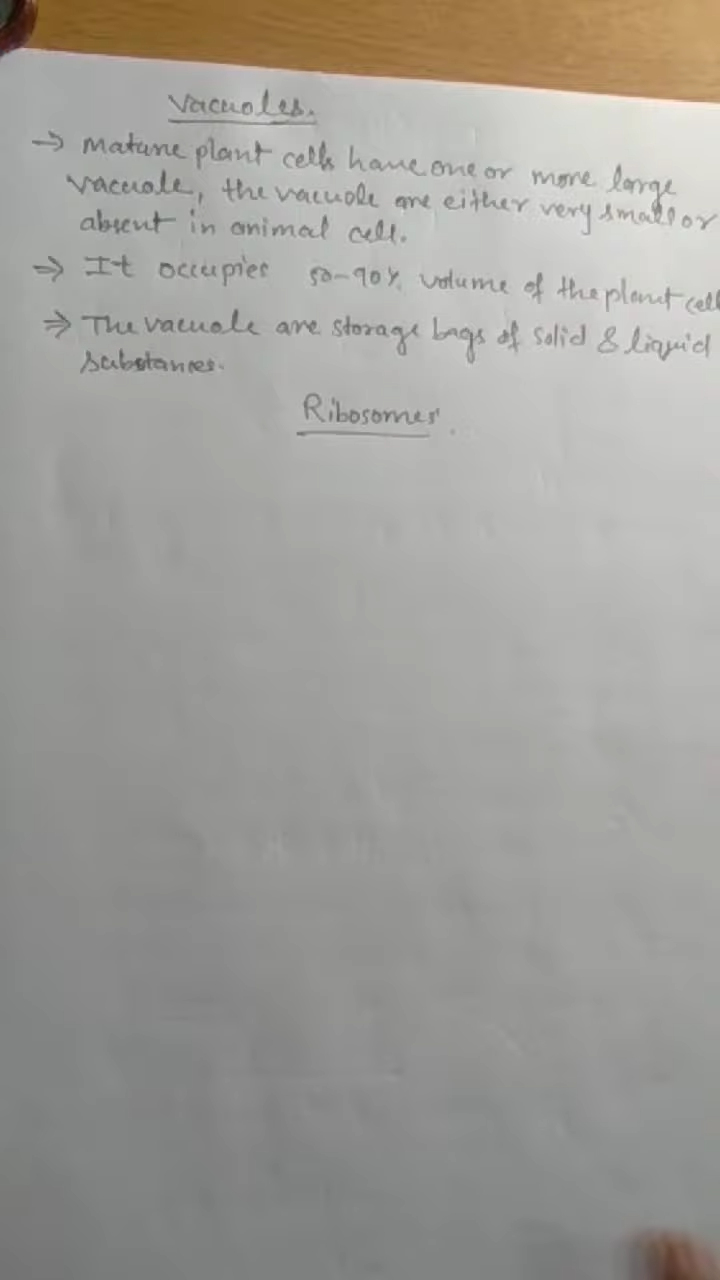 Vacuoles.
→ Mature plant cells have one or more large
vacuole, the vacuole are either very small or
absent in animal cell.
⇒ It occupies 50-90% volume of the plant cell
⇒ The vacuole are storage bags of solid & liquid
substances.
Ribosomes